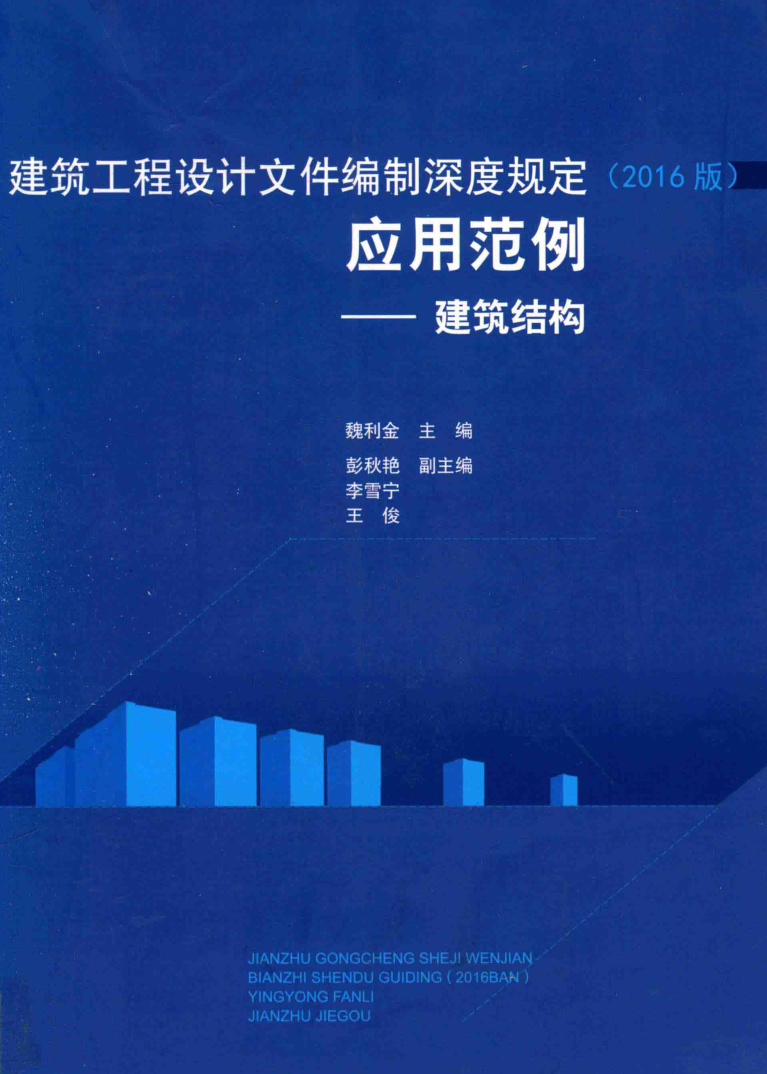 建筑工程设计文件编制深度规定（2016版）
应用范例
—— 建筑结构
魏利金 主 编
彭秋艳 副主编
李雪宁
王 俊
JIANZHU GONGCHENG SHEJI WENJIAN
BIANZHI SHENDU GUIDING（2016BAN）
YINGYONG FANLI
JIANZHU JIEGOU